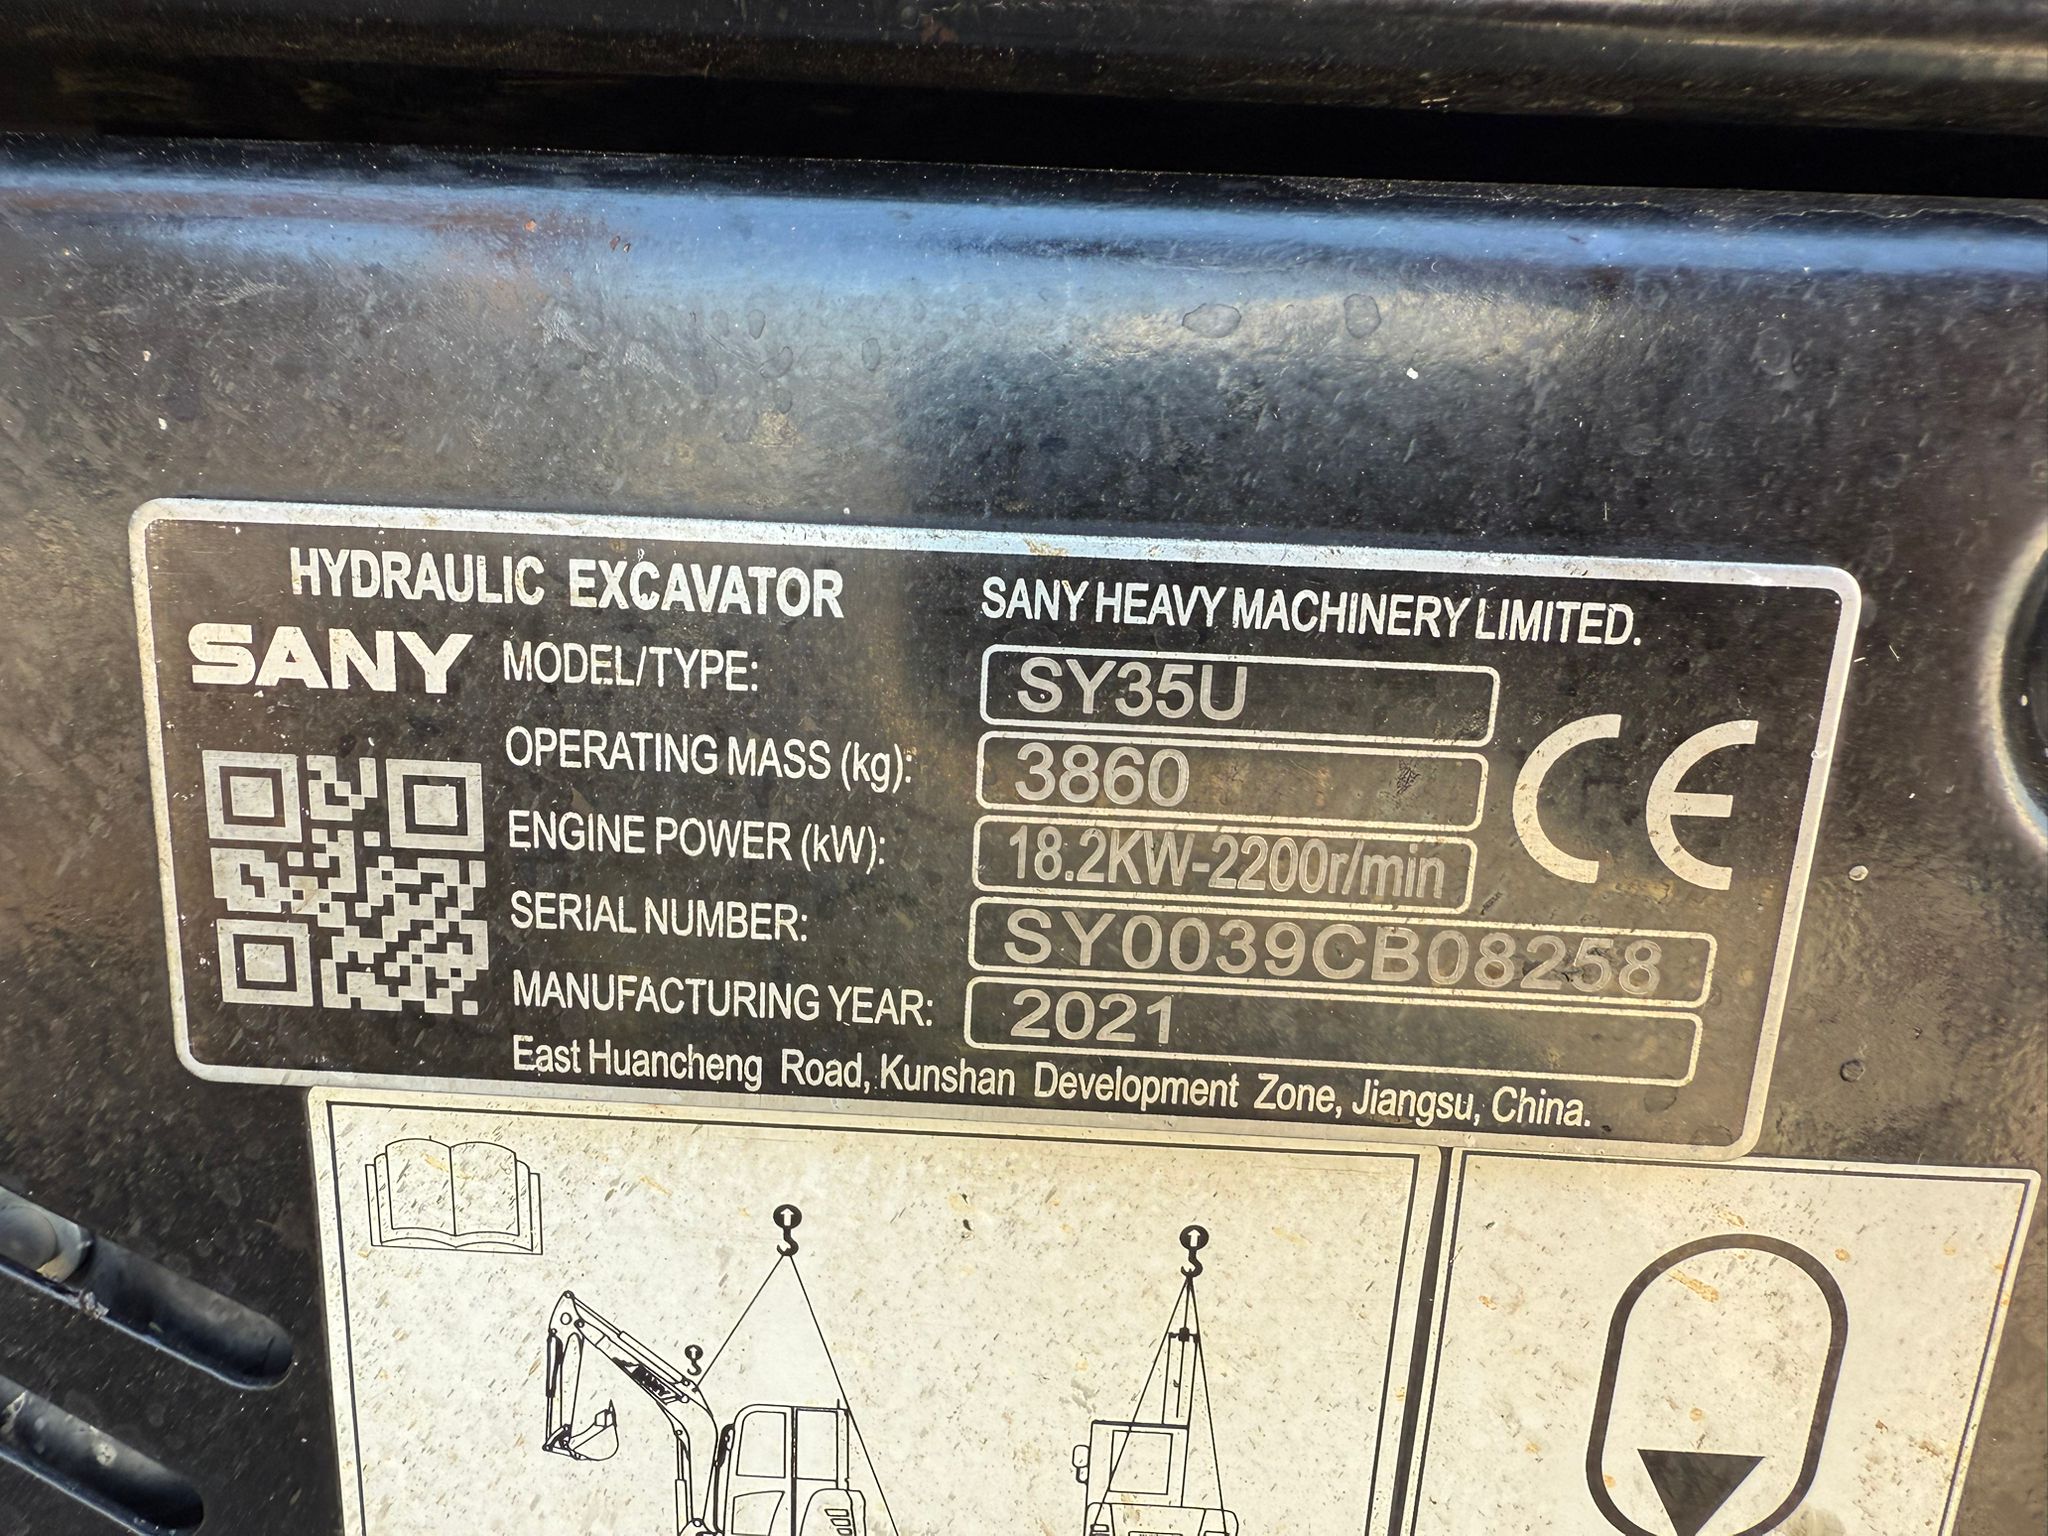 HYDRAULIC EXCAVATOR
SANY HEAVY MACHINERY LIMITED.
SANY
MODEL/TYPE: SY35U
OPERATING MASS (kg): 3860
ENGINE POWER (kW): 18.2KW-2200r/min
SERIAL NUMBER: SY0039CB08258
MANUFACTURING YEAR: 2021
CE
East Huancheng Road, Kunshan Development Zone, Jiangsu, China.